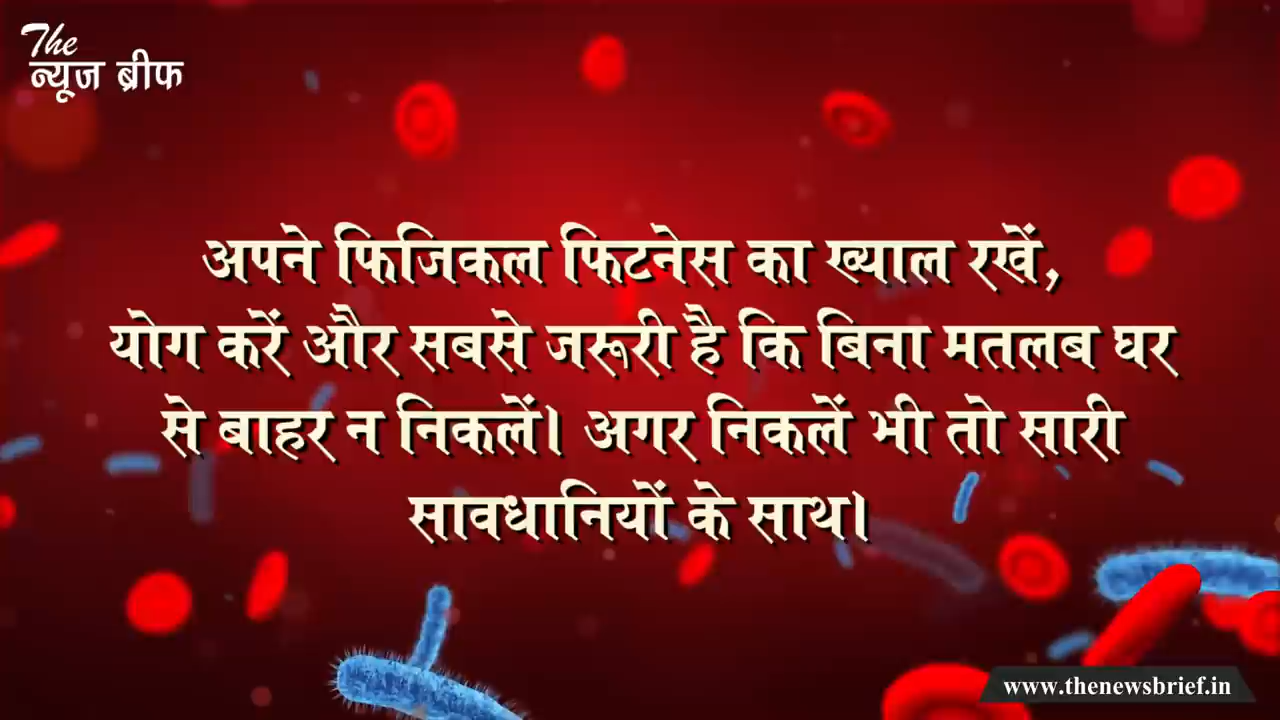 The
न्यूज ब्रीफ
अपने फिजिकल फिटनेस का ख्याल रखें,
योग करें और सबसे जरूरी है कि बिना मतलब घर
से बाहर न निकलें। अगर निकलें भी तो सारी
सावधानियों के साथ।
www.thenewsbrief.in